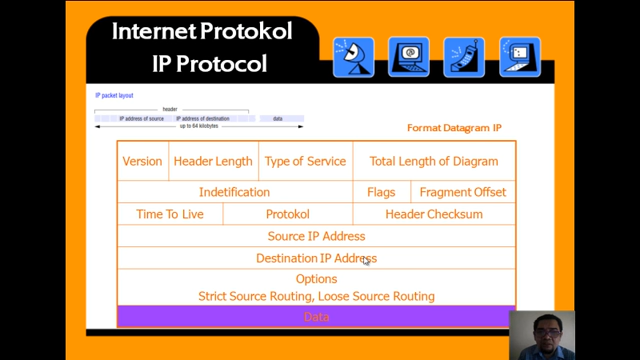 Internet Protokol
IP Protocol
IP packet layout
header
IP address of source IP address of destination data
up to 64 kilobytes
Format Datagram IP
Version Header Length Type of Service Total Length of Diagram
Indetification Flags Fragment Offset
Time To Live Protokol Header Checksum
Source IP Address
Destination IP Address
Options
Strict Source Routing, Loose Source Routing
Data